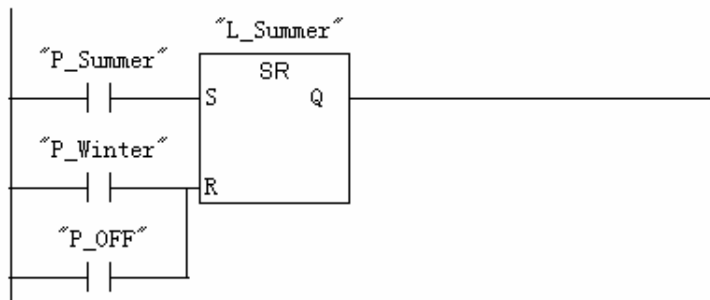 "L_Summer"
"P_Summer"
SR
S
Q
"P_Winter"
R
"P_OFF"